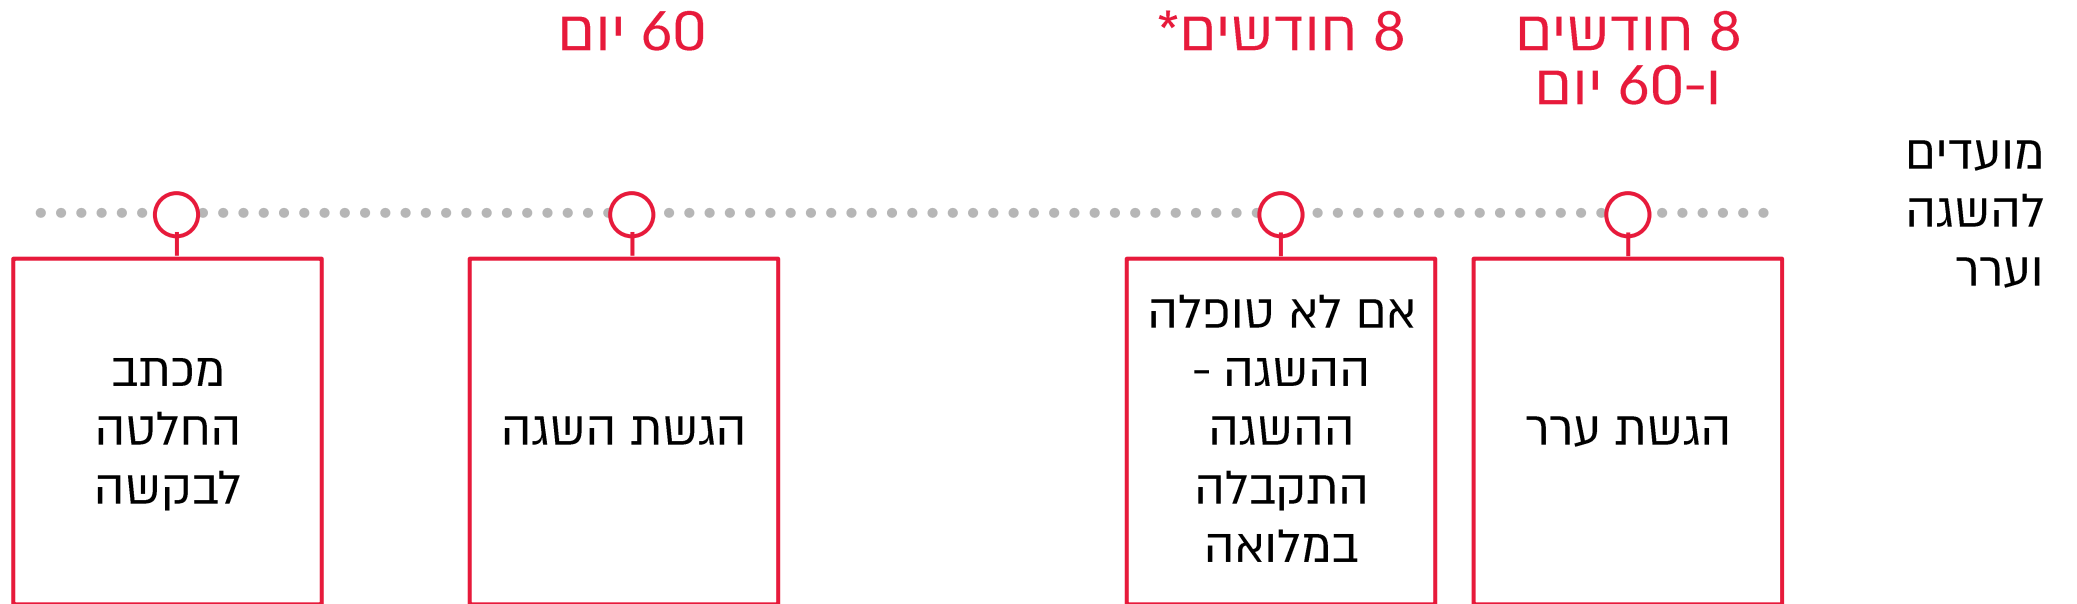 מועדים
להשגה
וערר
60 יום
8 חודשים*
8 חודשים
ו-60 יום
מכתב
החלטה
לבקשה
הגשת השגה
אם לא טופלה
ההשגה -
ההשגה
התקבלה
במלואה
הגשת ערר